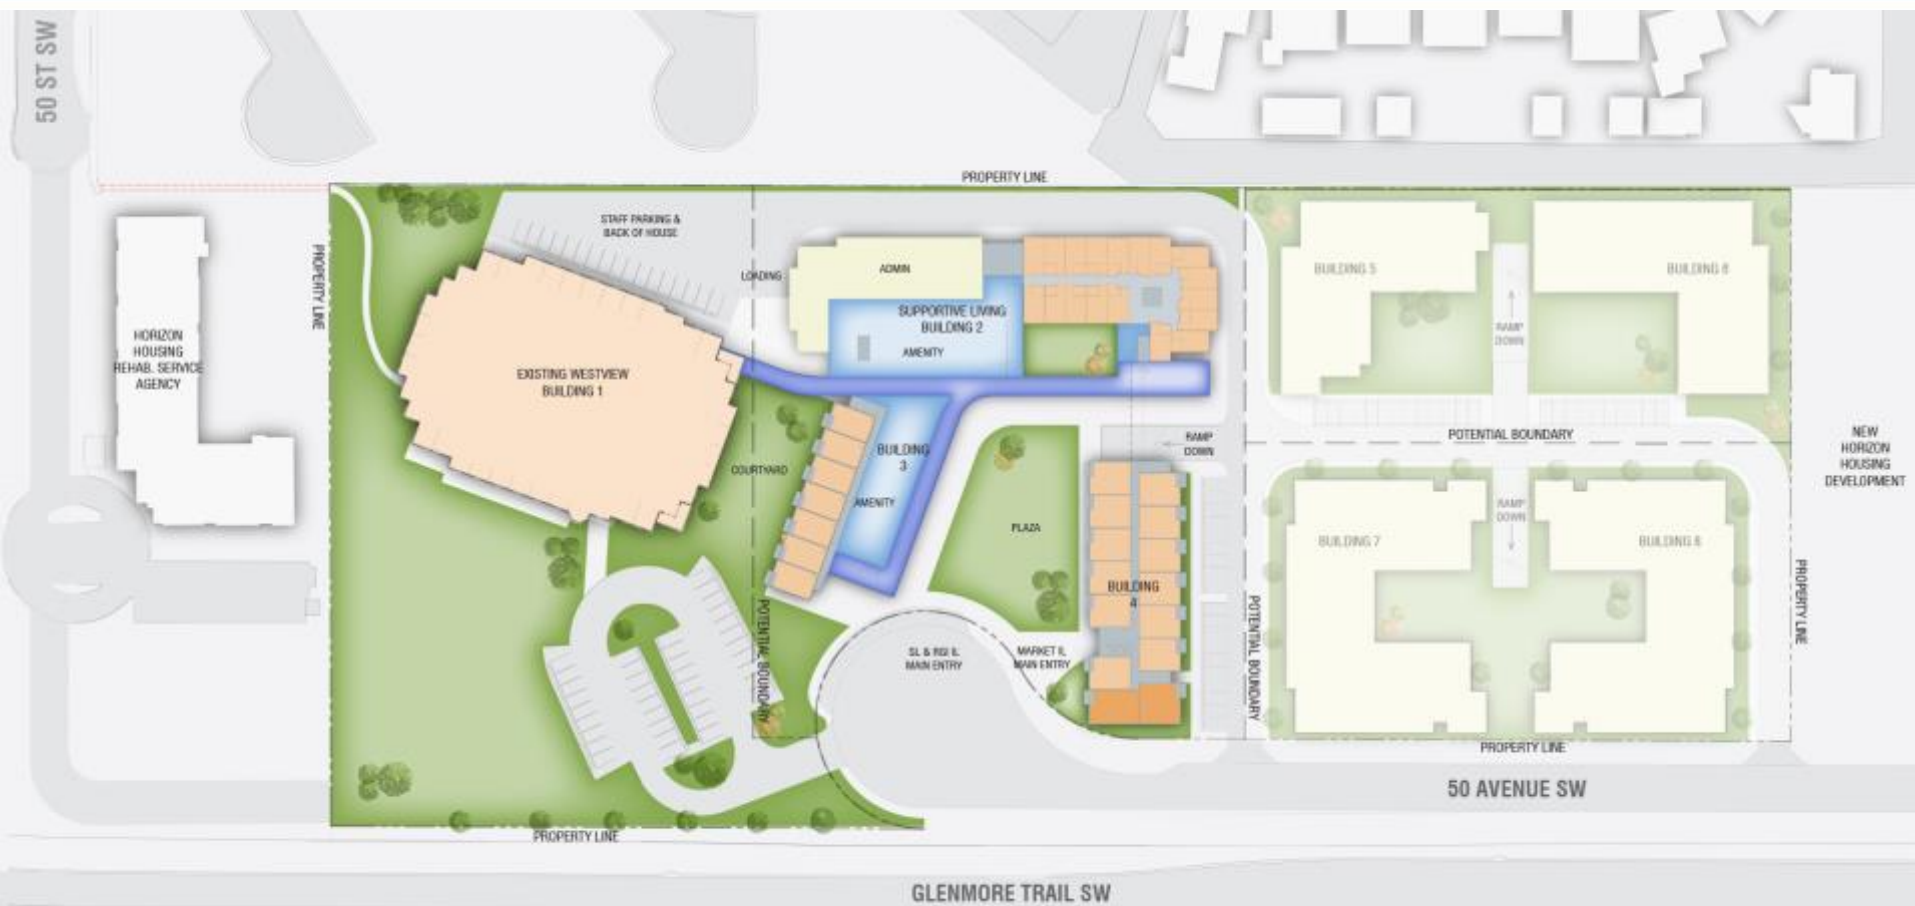 50 ST SW
PROPERTY LINE
STAFF PARKING &
BACK OF HOUSE
PROPERTY LINE
LOADING
ADMIN
BUILDING 5
BUILDING 6
SUPPORTIVE LIVING
BUILDING 2
AMENITY
RAMP
DOWN
HORIZON
HOUSING
REHAB. SERVICE
AGENCY
EXISTING WESTVIEW
BUILDING 1
POTENTIAL BOUNDARY
NEW
HORIZON
HOUSING
DEVELOPMENT
RAMP
DOWN
BUILDING
3
COURTYARD
AMENITY
PLAZA
RAMP
DOWN
BUILDING 7
BUILDING 8
BUILDING
4
PROPERTY LINE
POTENTIAL BOUNDARY
POTENTIAL BOUNDARY
SL & RGI IL
MAIN ENTRY
MARKET IL
MAIN ENTRY
PROPERTY LINE
50 AVENUE SW
PROPERTY LINE
GLENMORE TRAIL SW